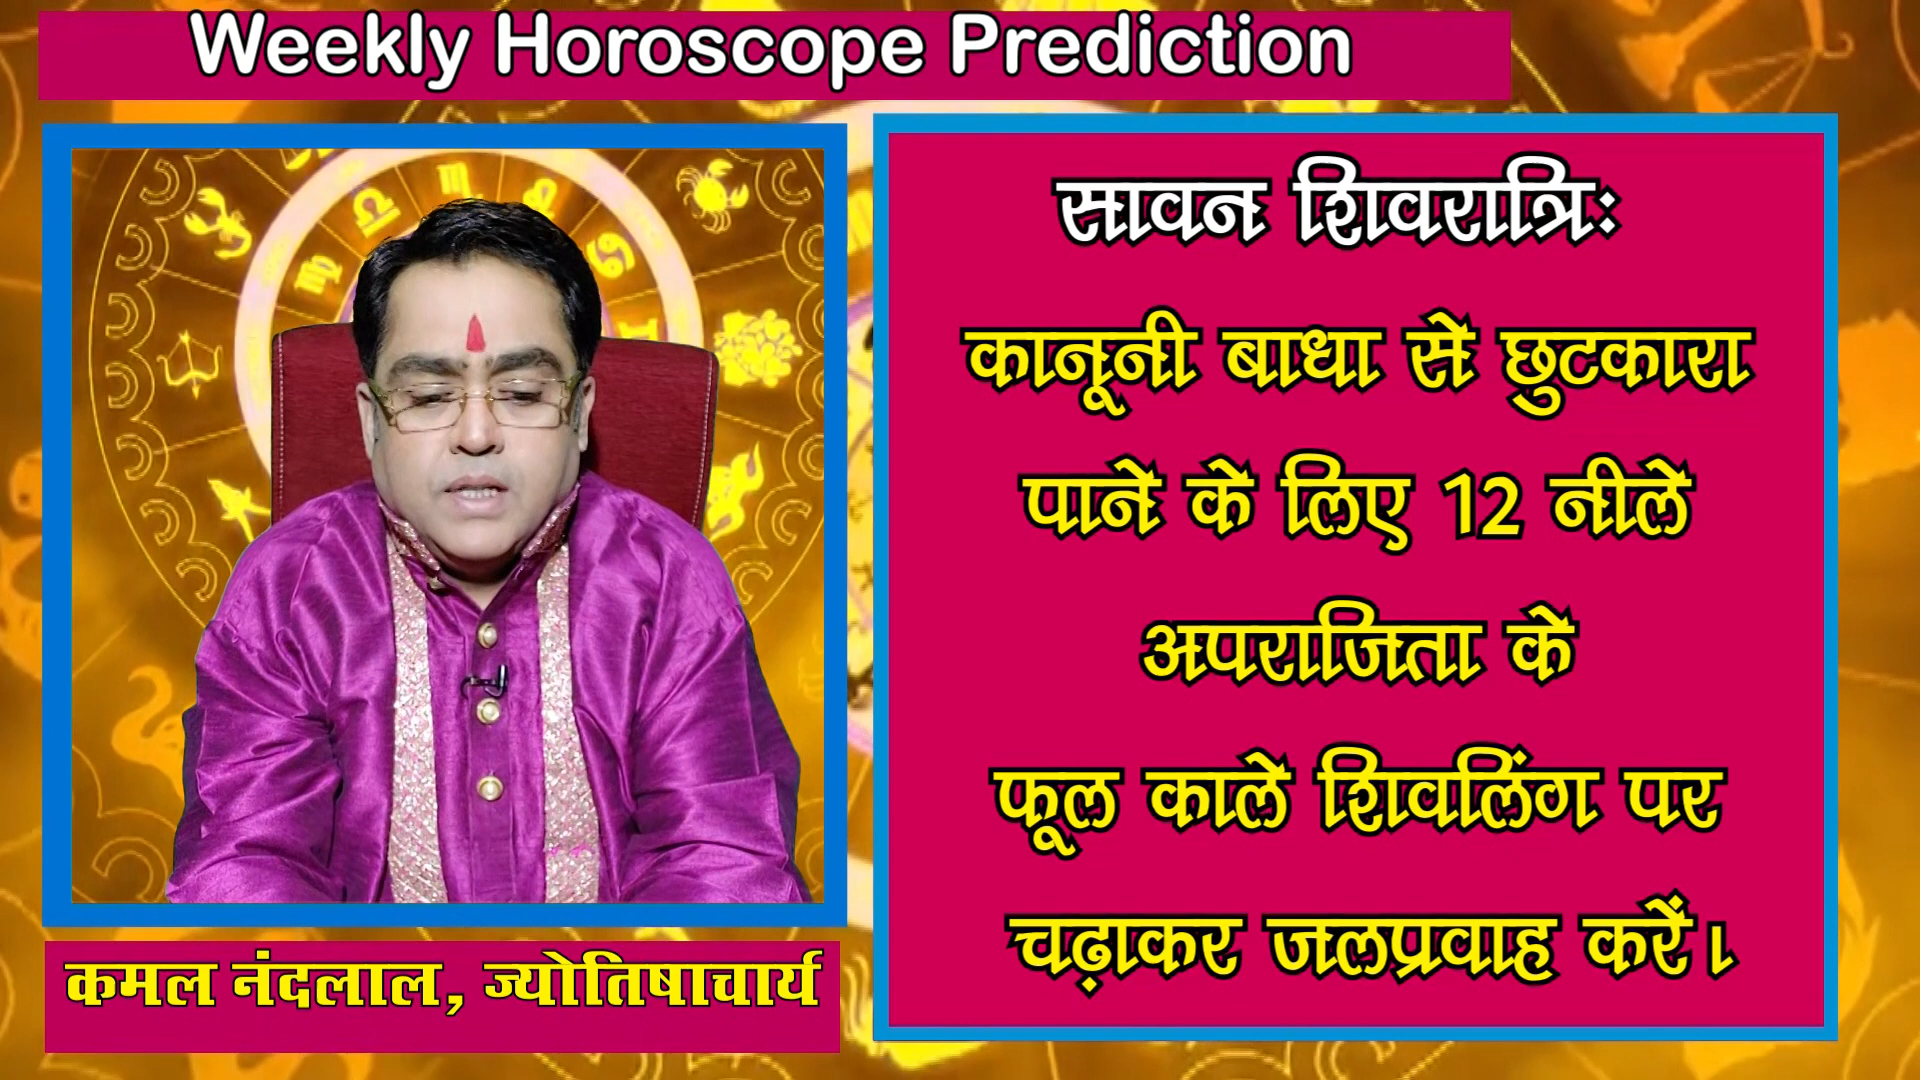 Weekly Horoscope Prediction
सावन शिवरात्रिः
कानूनी बाधा से छुटकारा
पाने के लिए 12 नीले
अपराजिता के
फूल काले शिवलिंग पर
चढ़ाकर जलप्रवाह करें।
कमल नंदलाल, ज्योतिषाचार्य